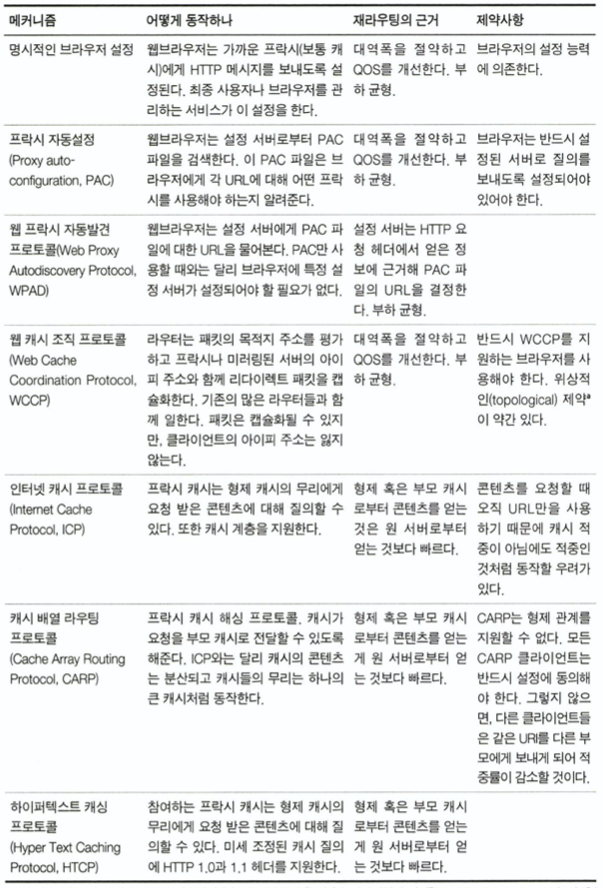 메커니즘 어떻게 동작하나 재라우팅의 근거 제약사항
명시적인 브라우저 설정
웹브라우저는 가까운 프락시(보통 캐
시)에게 HTTP 메시지를 보내도록 설
정된다. 최종 사용자나 브라우저를 관
리하는 서비스가 이 설정을 한다.
대역폭을 절약하고
QOS를 개선한다. 부
하 균형.
브라우저의 설정 능력
에 의존한다.
프락시 자동설정
(Proxy auto-
configuration, PAC)
웹브라우저는 설정 서버로부터 PAC
파일을 검색한다. 이 PAC 파일은 브
라우저에게 각 URL에 대해 어떤 프락
시를 사용해야 하는지 알려준다.
대역폭을 절약하고
QOS를 개선한다. 부
하 균형.
브라우저는 반드시 설
정된 서버로 질의를
보내도록 설정되어야
있어야 한다.
웹 프락시 자동발견
프로토콜(Web Proxy
Autodiscovery Protocol,
WPAD)
웹브라우저는 설정 서버에게 PAC 파
일에 대한 URL을 물어본다. PAC만 사
용할 때와는 달리 브라우저에 특정 설
정 서버가 설정되어야 할 필요가 없다.
설정 서버는 HTTP 요
청 헤더에서 얻은 정
보에 근거해 PAC 파
일의 URL을 결정한
다. 부하 균형.
웹 캐시 조직 프로토콜
(Web Cache
Coordination Protocol,
WCCP)
라우터는 패킷의 목적지 주소를 평가
하고 프락시나 미러링된 서버의 아이
피 주소와 함께 리다이렉트 패킷을 캡
슐화한다. 기존의 많은 라우터들과 함
께 일한다. 패킷은 캡슐화될 수 있지
만, 클라이언트의 아이피 주소는 잃지
않는다.
대역폭을 절약하고
QOS를 개선한다. 부
하 균형.
반드시 WCCP를 지
원하는 브라우저를 사
용해야 한다. 위상적
인(topological) 제약a
이 약간 있다.
인터넷 캐시 프로토콜
(Internet Cache
Protocol, ICP)
프락시 캐시는 형제 캐시의 무리에게
요청 받은 콘텐츠에 대해 질의할 수
있다. 또한 캐시 계층을 지원한다.
형제 혹은 부모 캐시
로부터 콘텐츠를 얻는
것은 원 서버로부터
얻는 것보다 빠르다.
콘텐츠를 요청할 때
오직 URL만을 사용
하기 때문에 캐시 적
중이 아님에도 적중인
것처럼 동작할 우려가
있다.
캐시 배열 라우팅
프로토콜
(Cache Array Routing
Protocol, CARP)
프락시 캐시 해싱 프로토콜. 캐시가
요청을 부모 캐시로 전달할 수 있도록
해준다. ICP와는 달리 캐시의 콘텐츠
는 분산되고 캐시들의 무리는 하나의
큰 캐시처럼 동작한다.
형제 혹은 부모 캐시
로부터 콘텐츠를 얻는
게 원 서버로부터 얻
는 것보다 빠르다.
CARP는 형제 관계를
지원할 수 없다. 모든
CARP 클라이언트는
반드시 설정에 동의해
야 한다. 그렇지 않으
면, 다른 클라이언트들
은 같은 URI를 다른 부
모에게 보내게 되어 적
중률이 감소할 것이다.
하이퍼텍스트 캐싱
프로토콜
(Hyper Text Caching
Protocol, HTCP)
참여하는 프락시 캐시는 형제 캐시의
무리에게 요청 받은 콘텐츠에 대해 질
의할 수 있다. 미세 조정된 캐시 질의
에 HTTP 1.0과 1.1 헤더를 지원한다.
형제 혹은 부모 캐시
로부터 콘텐츠를 얻는
게 원 서버로부터 얻
는 것보다 빠르다.